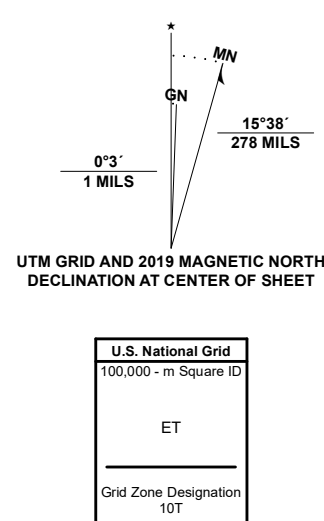 ★
MN
GN
15°38´
278 MILS
0°3´
1 MILS
UTM GRID AND 2019 MAGNETIC NORTH
DECLINATION AT CENTER OF SHEET
U.S. National Grid
100,000 - m Square ID
ET
Grid Zone Designation
10T